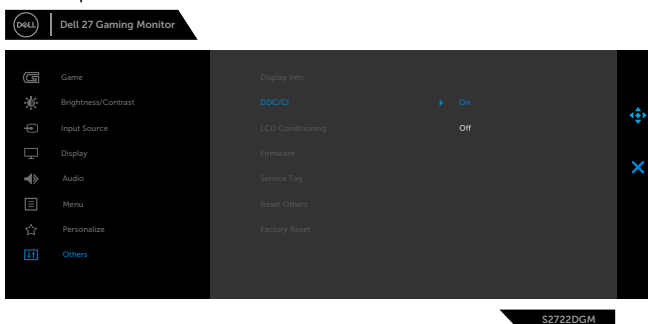 DELL
Dell 27 Gaming Monitor
Game
Display Info
Brightness/Contrast
DDC/CI
On
Input Source
LCD Conditioning
Off
Display
Firmware
Audio
Service Tag
Menu
Reset Others
Personalize
Factory Reset
Others
S2722DGM